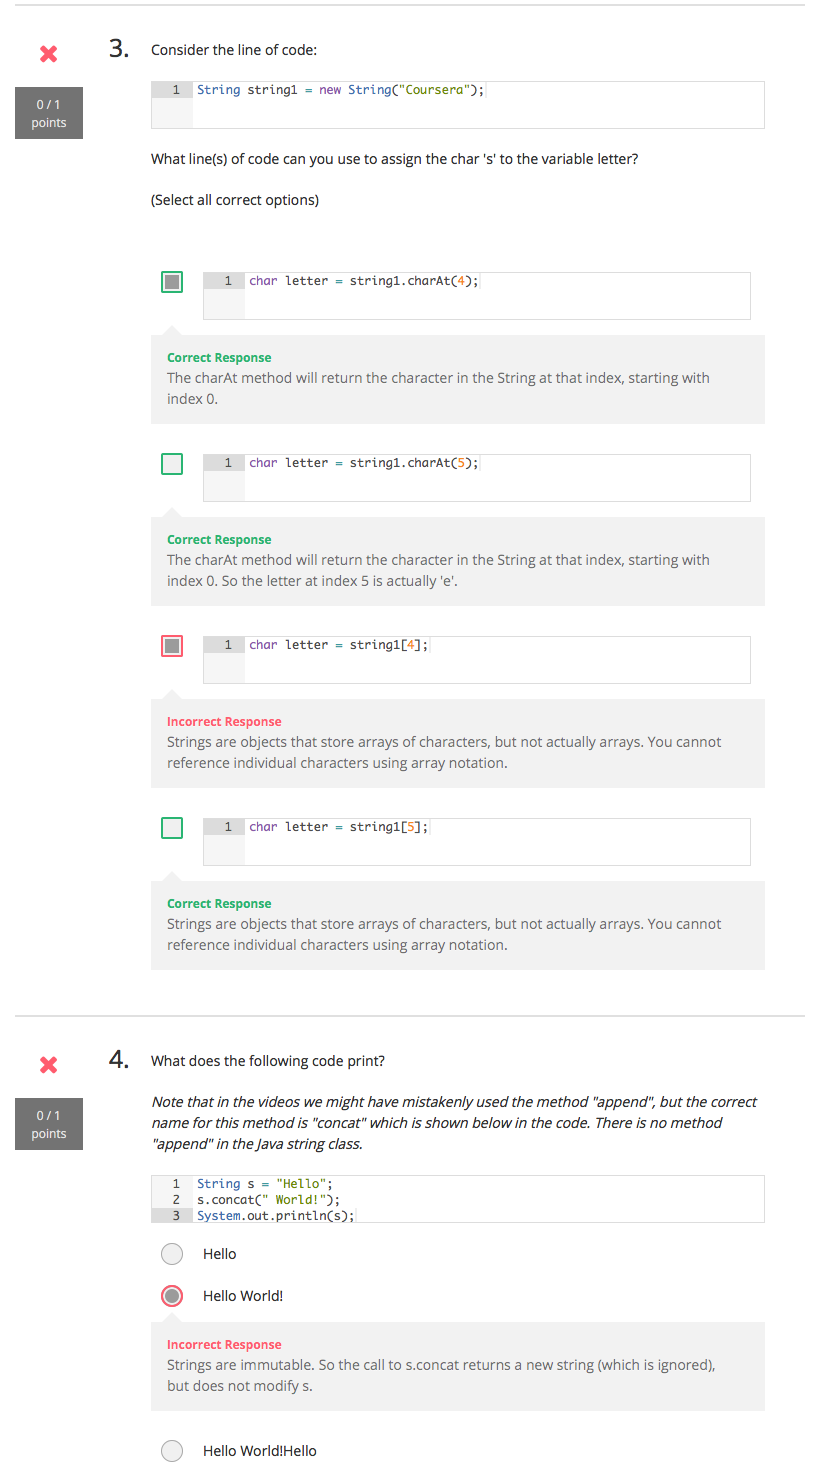 3. Consider the line of code:
0 / 1
points
1 String string1 = new String("Coursera");
What line(s) of code can you use to assign the char 's' to the variable letter?
(Select all correct options)
1 char letter = string1.charAt(4);
Correct Response
The charAt method will return the character in the String at that index, starting with
index 0.
1 char letter = string1.charAt(5);
Correct Response
The charAt method will return the character in the String at that index, starting with
index 0. So the letter at index 5 is actually 'e'.
1 char letter = string1[4];
Incorrect Response
Strings are objects that store arrays of characters, but not actually arrays. You cannot
reference individual characters using array notation.
1 char letter = string1[5];
Correct Response
Strings are objects that store arrays of characters, but not actually arrays. You cannot
reference individual characters using array notation.
4. What does the following code print?
0 / 1
points
Note that in the videos we might have mistakenly used the method "append", but the correct
name for this method is "concat" which is shown below in the code. There is no method
"append" in the Java string class.
1 String s = "Hello";
2 s.concat(" World!");
3 System.out.println(s);
Hello
Hello World!
Incorrect Response
Strings are immutable. So the call to s.concat returns a new string (which is ignored),
but does not modify s.
Hello World!Hello